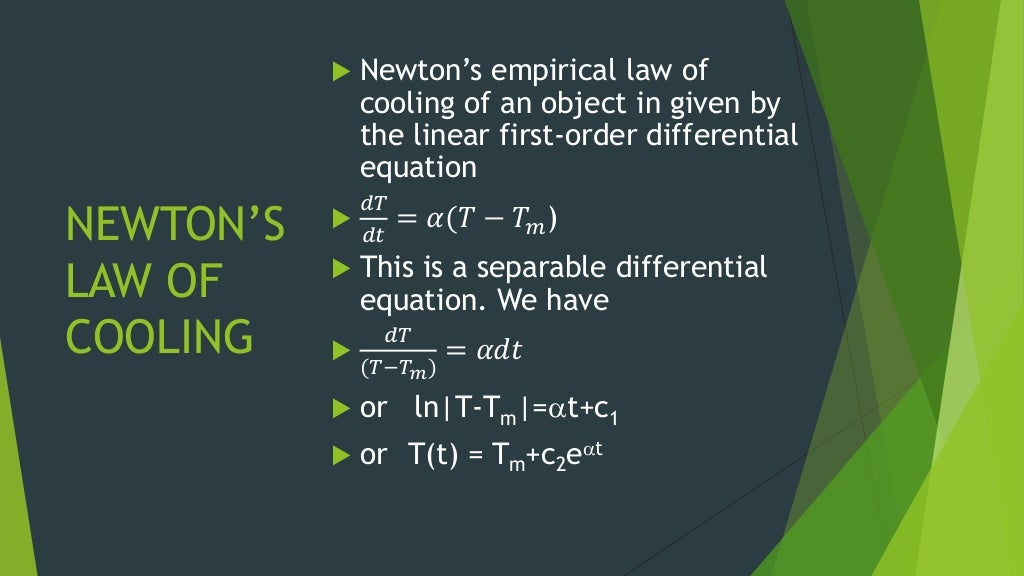 NEWTON’S
LAW OF
COOLING
Newton’s empirical law of
cooling of an object in given by
the linear first-order differential
equation
dT/dt = α(T − Tₘ)
This is a separable differential
equation. We have
dT/(T−Tₘ) = αdt
or ln|T-Tₘ|=αt+c₁
or T(t) = Tₘ+c₂e^αt